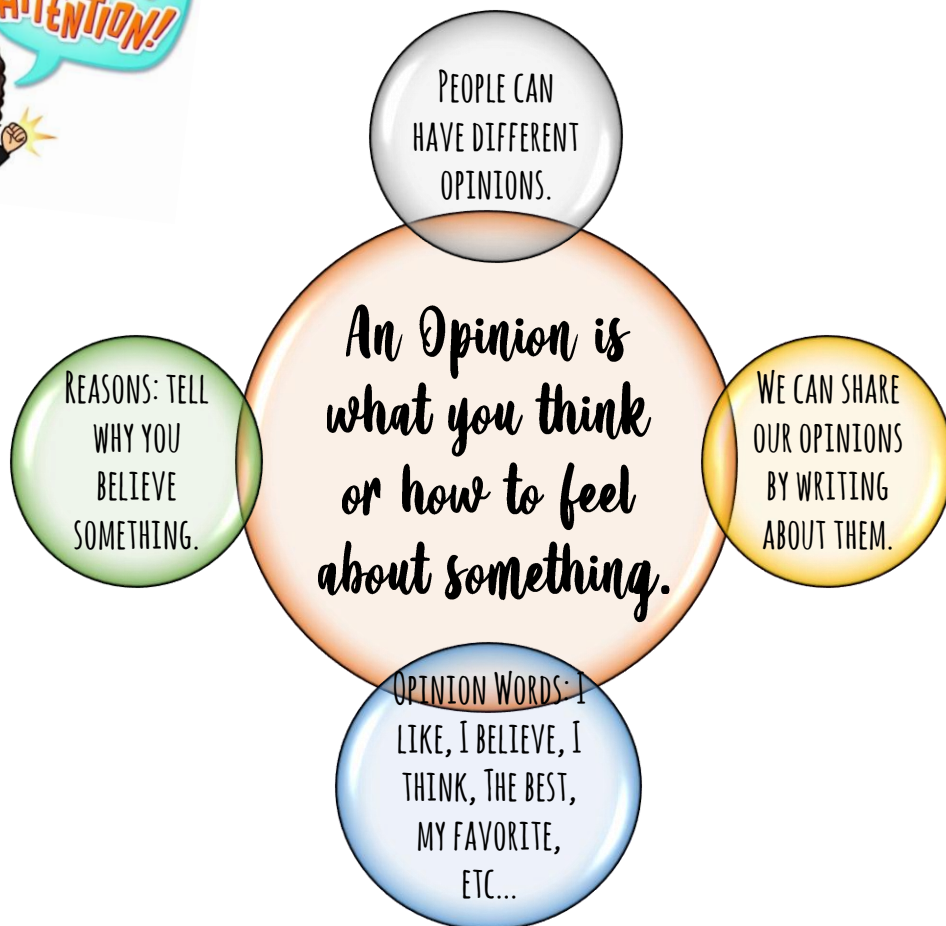 ATTENTION!
PEOPLE CAN
HAVE DIFFERENT
OPINIONS.
An Opinion is
what you think
or how to feel
about something.
REASONS: TELL
WHY YOU
BELIEVE
SOMETHING.
WE CAN SHARE
OUR OPINIONS
BY WRITING
ABOUT THEM.
OPINION WORDS: I
LIKE, I BELIEVE, I
THINK, THE BEST,
MY FAVORITE,
ETC...